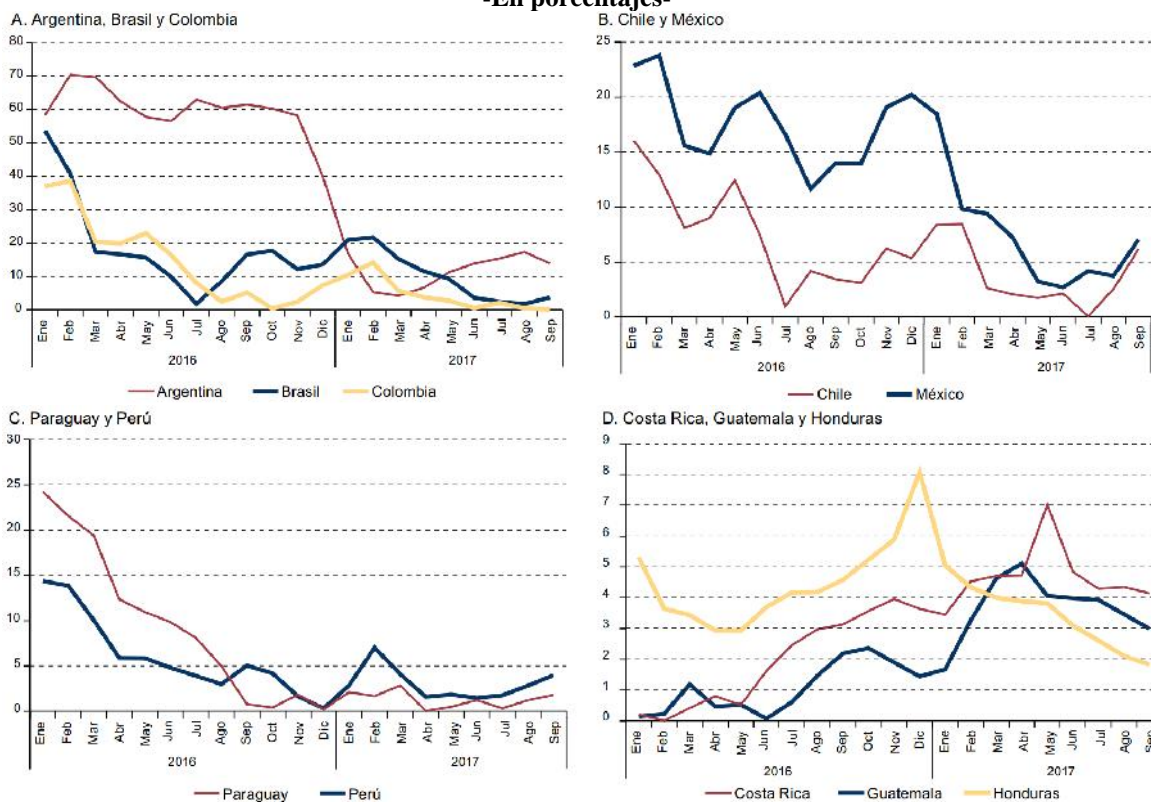 -En porcentajes-
A. Argentina, Brasil y Colombia
80
70
60
50
40
30
20
10
0
Ene Feb Mar Abr May Jun Jul Ago Sep Oct Nov Dic Ene Feb Mar Abr May Jun Jul Ago Sep
2016 2017
Argentina Brasil Colombia
B. Chile y México
25
20
15
10
5
0
Ene Feb Mar Abr May Jun Jul Ago Sep Oct Nov Dic Ene Feb Mar Abr May Jun Jul Ago Sep
2016 2017
Chile México
C. Paraguay y Perú
30
25
20
15
10
5
0
Ene Feb Mar Abr May Jun Jul Ago Sep Oct Nov Dic Ene Feb Mar Abr May Jun Jul Ago Sep
2016 2017
Paraguay Perú
D. Costa Rica, Guatemala y Honduras
9
8
7
6
5
4
3
2
1
0
Ene Feb Mar Abr May Jun Jul Ago Sep Oct Nov Dic Ene Feb Mar Abr May Jun Jul Ago Sep
2016 2017
Costa Rica Guatemala Honduras